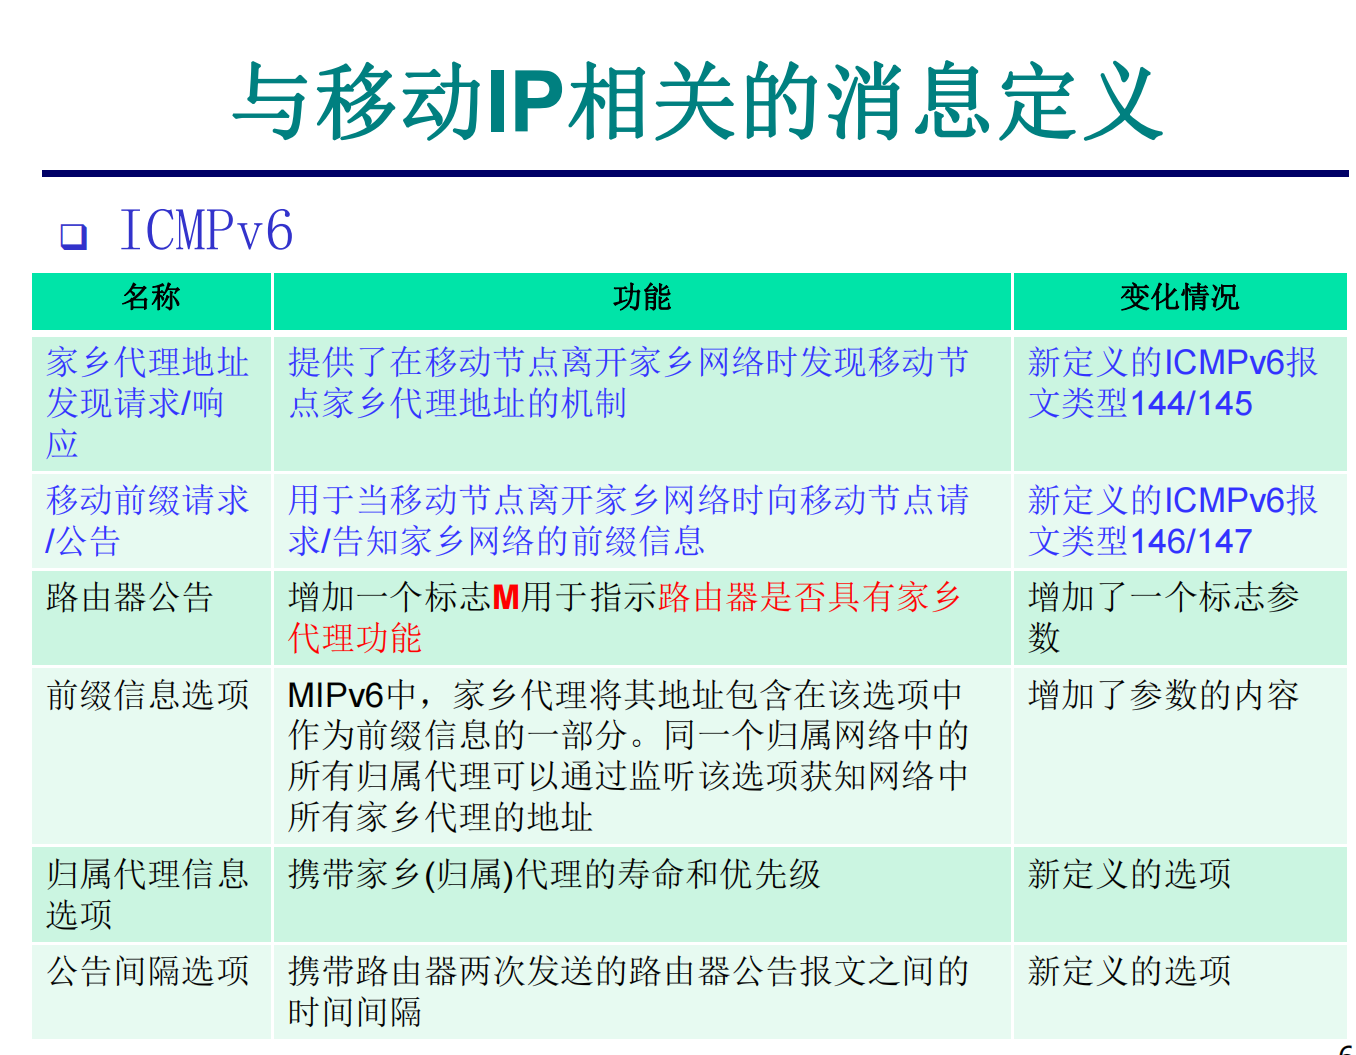 与移动IP相关的消息定义
ICMPv6
名称
功能
变化情况
家乡代理地址
发现请求/响
应
提供了在移动节点离开家乡网络时发现移动节
点家乡代理地址的机制
新定义的ICMPv6报
文类型144/145
移动前缀请求
/公告
用于当移动节点离开家乡网络时向移动节点请
求/告知家乡网络的前缀信息
新定义的ICMPv6报
文类型146/147
路由器公告
增加一个标志M用于指示路由器是否具有家乡
代理功能
增加了一个标志参
数
前缀信息选项
MIPv6中，家乡代理将其地址包含在该选项中
作为前缀信息的一部分。同一个归属网络中的
所有归属代理可以通过监听该选项获知网络中
所有家乡代理的地址
增加了参数的内容
归属代理信息
选项
携带家乡(归属)代理的寿命和优先级
新定义的选项
公告间隔选项
携带路由器两次发送的路由器公告报文之间的
时间间隔
新定义的选项